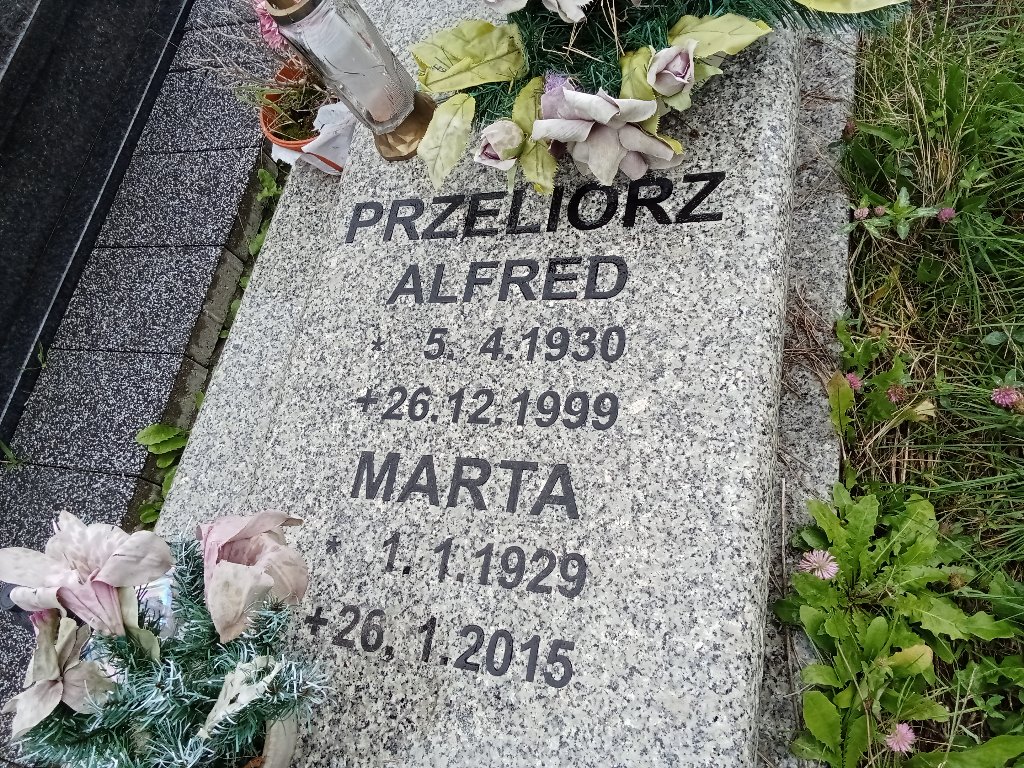 PRZELIORZ
ALFRED
* 5. 4.1930
+26.12.1999
MARTA
* 1. 1.1929
+26, 1.2015